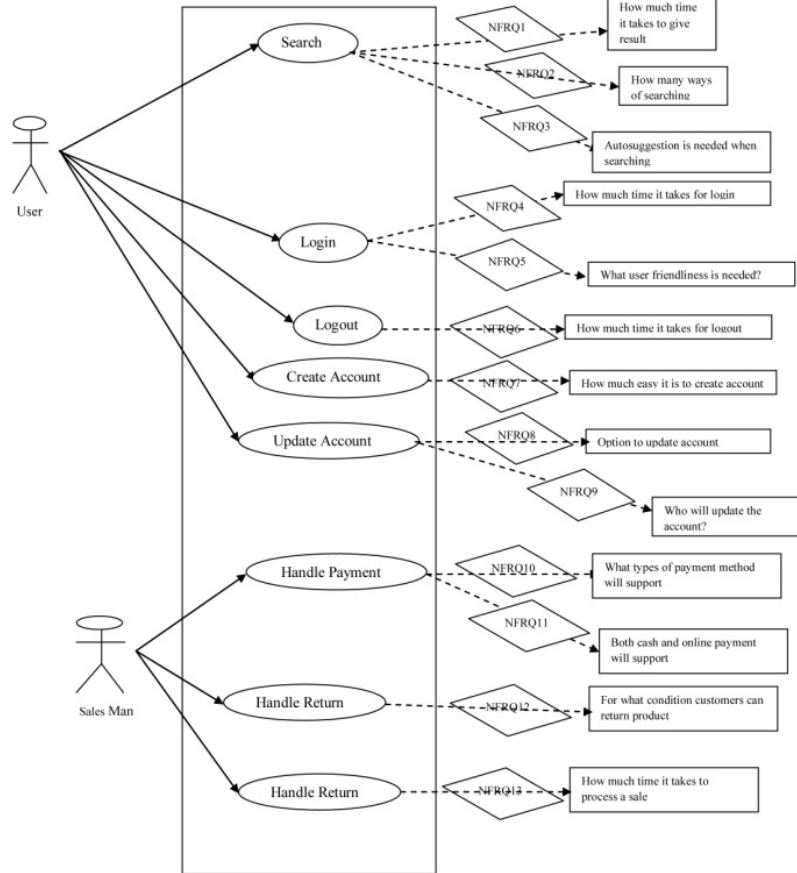 How much time
it takes to give
result
NFRQ1
Search
NFRQ2
How many ways
of searching
NFRQ3
Autosuggestion is needed when
searching
User
NFRQ4
How much time it takes for login
Login
NFRQ5
What user friendliness is needed?
Logout
NFRQ6
How much time it takes for logout
Create Account
NFRQ7
How much easy it is to create account
Update Account
NFRQ8
Option to update account
NFRQ9
Who will update the
account?
Handle Payment
NFRQ10
What types of payment method
will support
NFRQ11
Both cash and online payment
will support
Sales Man
Handle Return
NFRQ12
For what condition customers can
return product
Handle Return
NFRQ13
How much time it takes to
process a sale